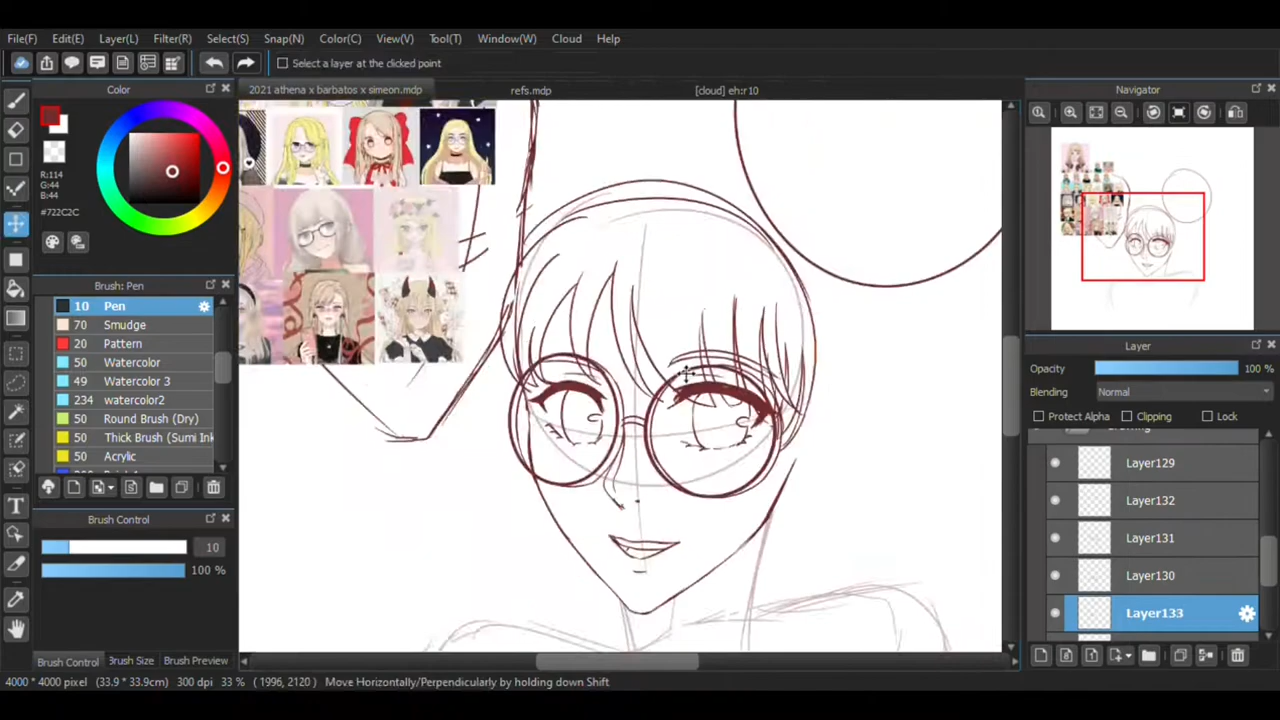 File(F) Edit(E) Layer(L) Filter(R) Select(S) Snap(N) Color(C) View(V) Tool(T) Window(W) Cloud Help
Select a layer at the clicked point
Color
2021 athena x barbatos x simeon.mdp refs.mdp [cloud] eh:r10
Navigator
R:114
G:44
B:44
#722C2C
Brush: Pen
10 Pen
70 Smudge
20 Pattern
50 Watercolor
49 Watercolor 3
234 watercolor2
50 Round Brush (Dry)
50 Thick Brush (Sumi Ink
50 Acrylic
Brush Control
10
100 %
Brush Control Brush Size Brush Preview
Layer
Opacity 100 %
Blending Normal
Protect Alpha Clipping Lock
Layer129
Layer132
Layer131
Layer130
Layer133
4000 * 4000 pixel (33.9 * 33.9cm) 300 dpi 33 % ( 1996, 2120 ) Move Horizontally/Perpendicularly by holding down Shift